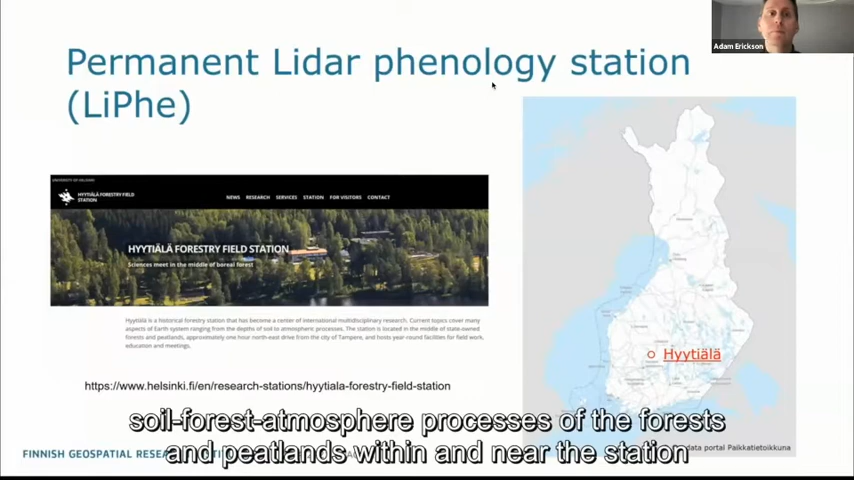 Adam Erickson
Permanent Lidar phenology station
(LiPhe)
UNIVERSITY OF HELSINKI
HYYTIÄLÄ FORESTRY FIELD
STATION
NEWS RESEARCH SERVICES STATION FOR VISITORS CONTACT
HYYTIÄLÄ FORESTRY FIELD STATION
Sciences meet in the middle of boreal forest
Hyytiälä is a historical forestry station that has become a center of international multidisciplinary research. Current topics cover many
aspects of Earth system ranging from the depths of soil to atmospheric processes. The station is located in the middle of state-owned
forests and peatlands, approximately one hour north-east drive from the city of Tampere, and hosts year-round facilities for field work,
education and meetings.
Hyytiälä
https://www.helsinki.fi/en/research-stations/hyytiala-forestry-field-station
soil-forest-atmosphere processes of the forests
and peatlands within and near the station
data portal Paikkatietoikkuna
FINNISH GEOSPATIAL